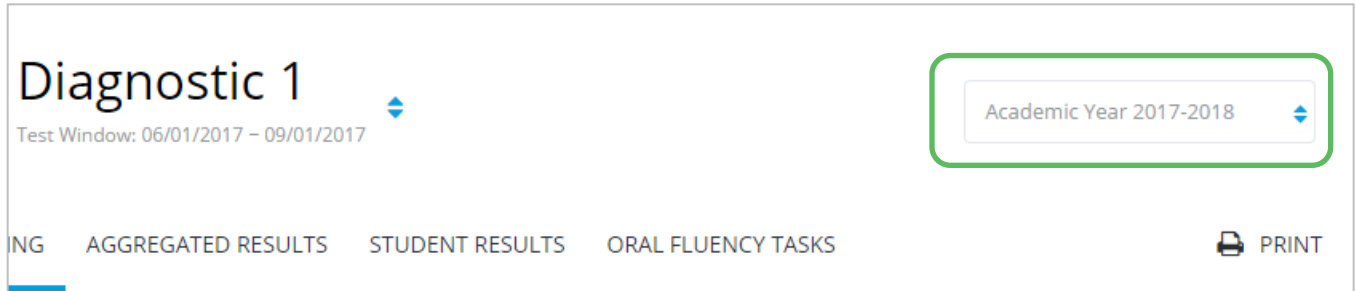 Diagnostic 1
Academic Year 2017-2018
Test Window: 06/01/2017 – 09/01/2017
ING AGGREGATED RESULTS STUDENT RESULTS ORAL FLUENCY TASKS PRINT